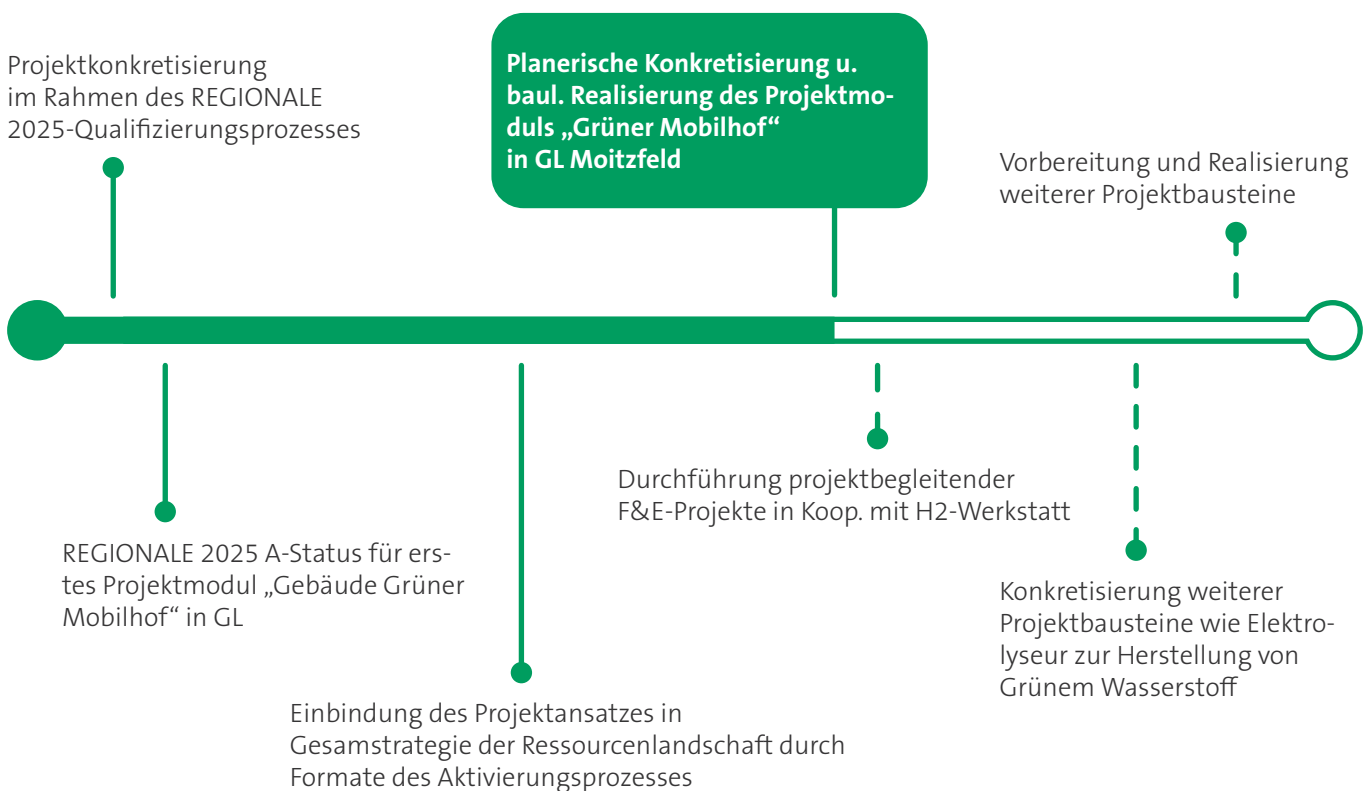 Projektkonkretisierung
im Rahmen des REGIONALE
2025-Qualifizierungsprozesses
Planerische Konkretisierung u.
baul. Realisierung des Projektmo-
duls „Grüner Mobilhof“
in GL Moitzfeld
Vorbereitung und Realisierung
weiterer Projektbausteine
REGIONALE 2025 A-Status für ers-
tes Projektmodul „Gebäude Grüner
Mobilhof“ in GL
Einbindung des Projektansatzes in
Gesamstrategie der Ressourcenlandschaft durch
Formate des Aktivierungsprozesses
Durchführung projektbegleitender
F&E-Projekte in Koop. mit H2-Werkstatt
Konkretisierung weiterer
Projektbausteine wie Elektro-
lyseur zur Herstellung von
Grünem Wasserstoff